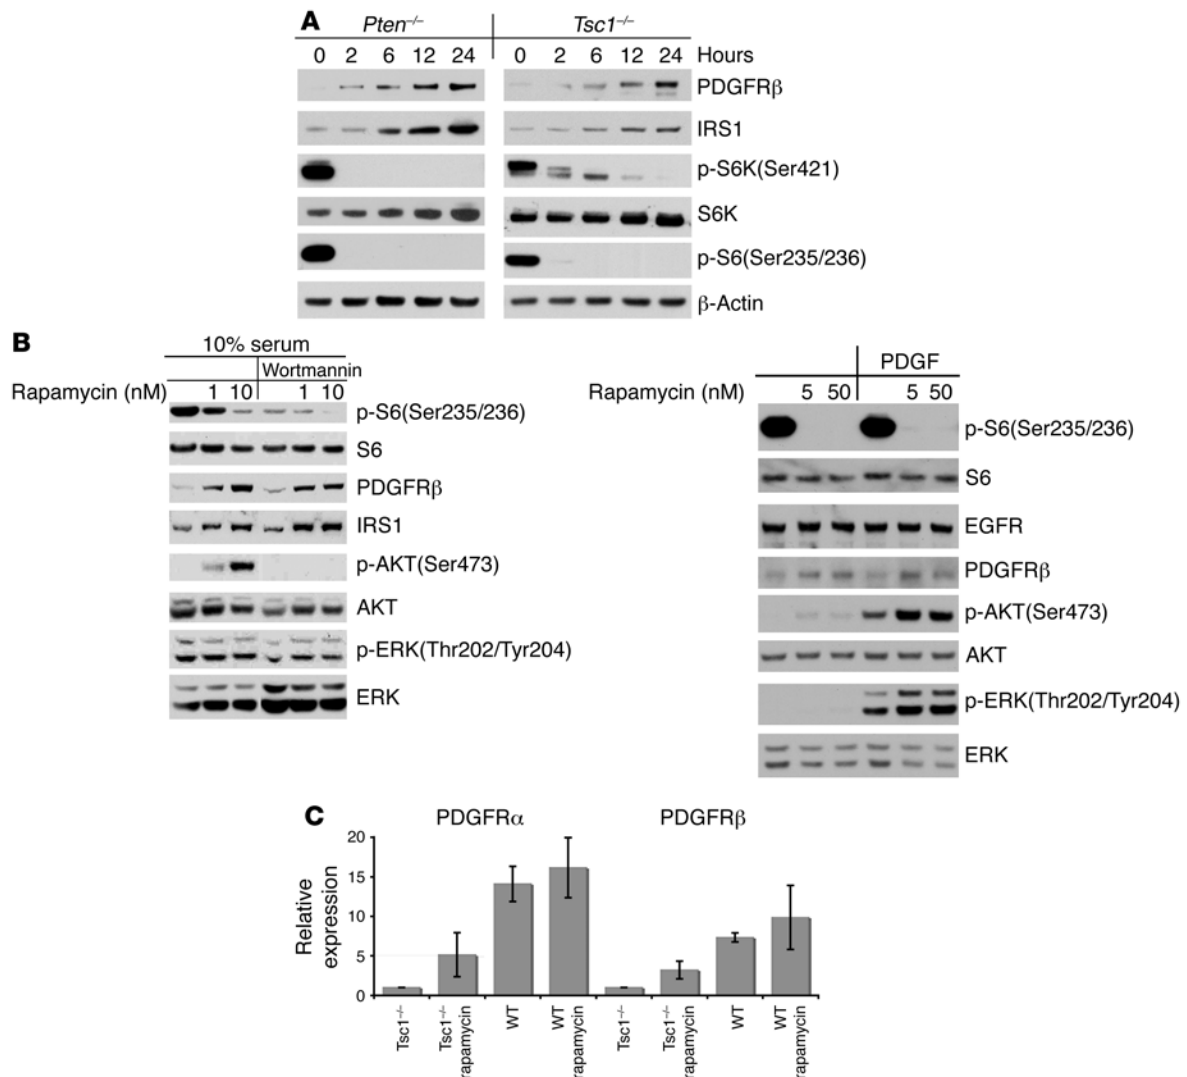 A
Pten–/– Tsc1–/–
0 2 6 12 24 0 2 6 12 24 Hours
PDGFRβ
IRS1
p-S6K(Ser421)
S6K
p-S6(Ser235/236)
β-Actin
B
10% serum
Wortmannin
Rapamycin (nM) 1 10 1 10
p-S6(Ser235/236)
S6
PDGFRβ
IRS1
p-AKT(Ser473)
AKT
p-ERK(Thr202/Tyr204)
ERK
PDGF
Rapamycin (nM) 5 50 5 50
p-S6(Ser235/236)
S6
EGFR
PDGFRβ
p-AKT(Ser473)
AKT
p-ERK(Thr202/Tyr204)
ERK
C
PDGFRα PDGFRβ
Relative
expression
20
15
10
5
0
Tsc1–/–
Tsc1–/–
rapamycin
WT
WT
rapamycin
Tsc1–/–
Tsc1–/–
rapamycin
WT
WT
rapamycin